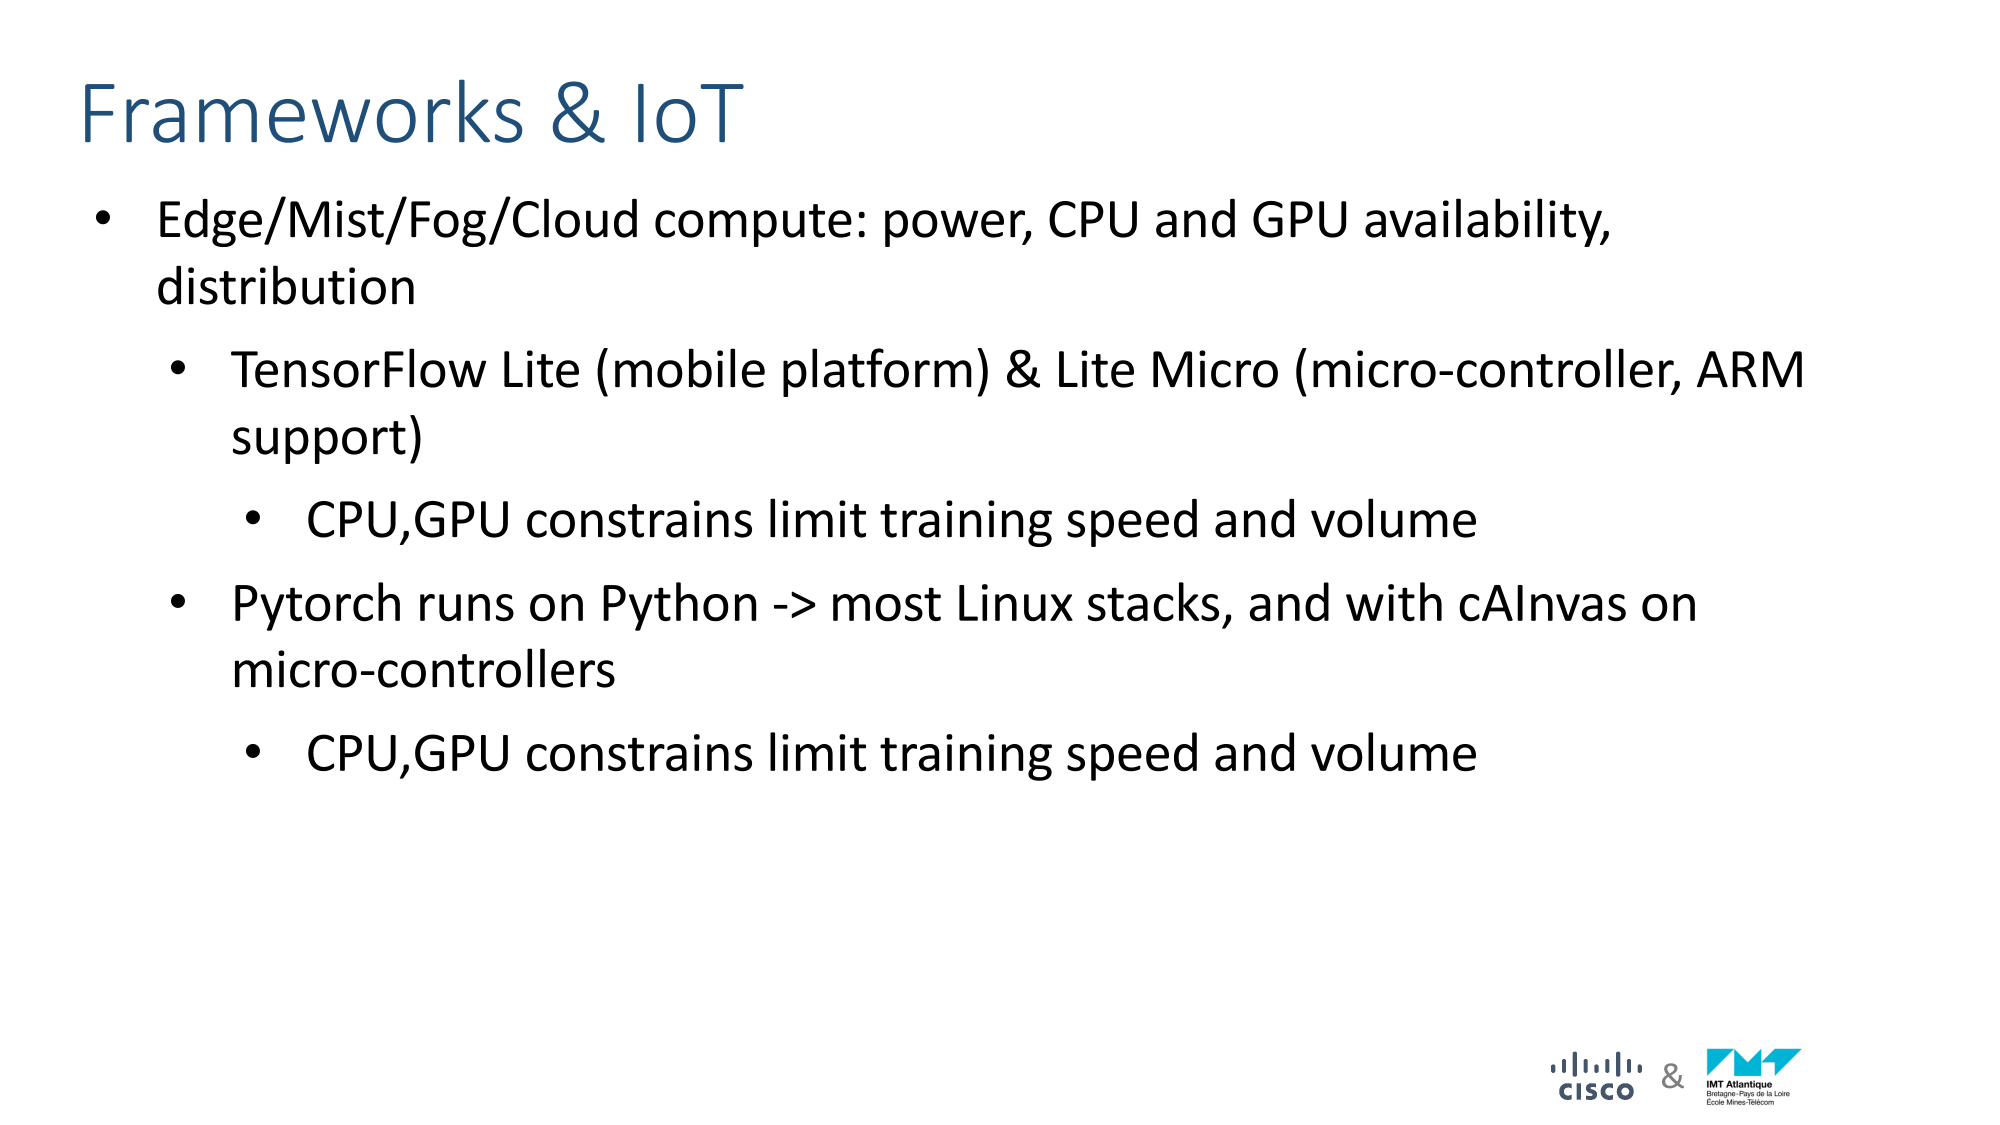 Frameworks & IoT
• Edge/Mist/Fog/Cloud compute: power, CPU and GPU availability,
distribution
• TensorFlow Lite (mobile platform) & Lite Micro (micro-controller, ARM
support)
• CPU,GPU constrains limit training speed and volume
• Pytorch runs on Python -> most Linux stacks, and with cAInvas on
micro-controllers
• CPU,GPU constrains limit training speed and volume
CISCO & IMT Atlantique
Bretagne-Pays de la Loire
École Mines-Télécom